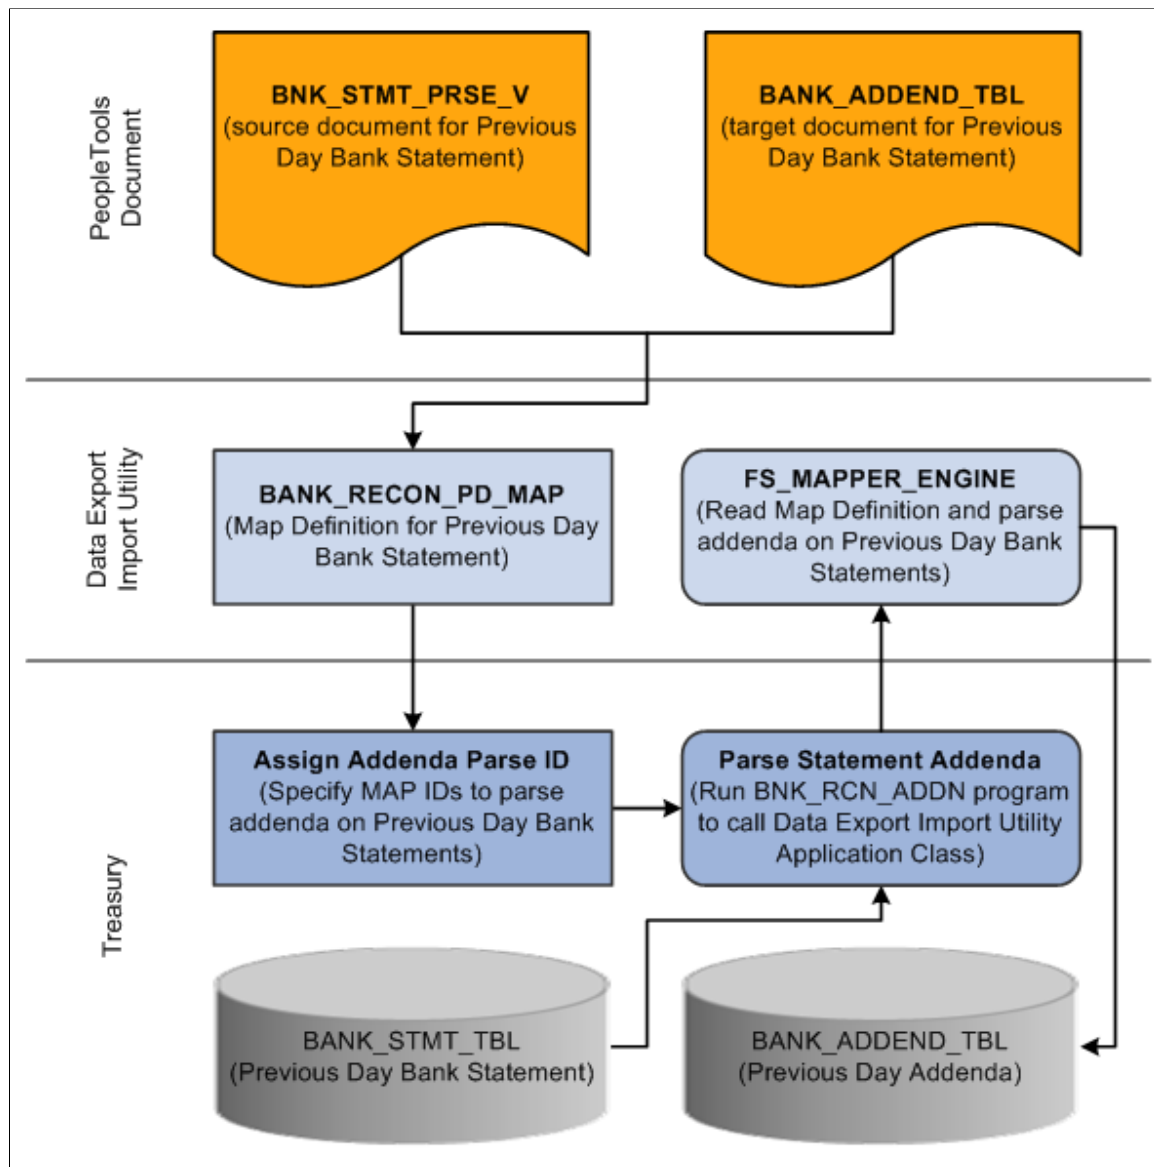 PeopleTools
Document
BNK_STMT_PRSE_V
(source document for Previous
Day Bank Statement)
BANK_ADDEND_TBL
(target document for Previous
Day Bank Statement)
Data Export
Import Utility
BANK_RECON_PD_MAP
(Map Definition for Previous Day
Bank Statement)
FS_MAPPER_ENGINE
(Read Map Definition and parse
addenda on Previous Day Bank
Statements)
Treasury
Assign Addenda Parse ID
(Specify MAP IDs to parse
addenda on Previous Day Bank
Statements)
Parse Statement Addenda
(Run BNK_RCN_ADDN program
to call Data Export Import Utility
Application Class)
BANK_STMT_TBL
(Previous Day Bank Statement)
BANK_ADDEND_TBL
(Previous Day Addenda)